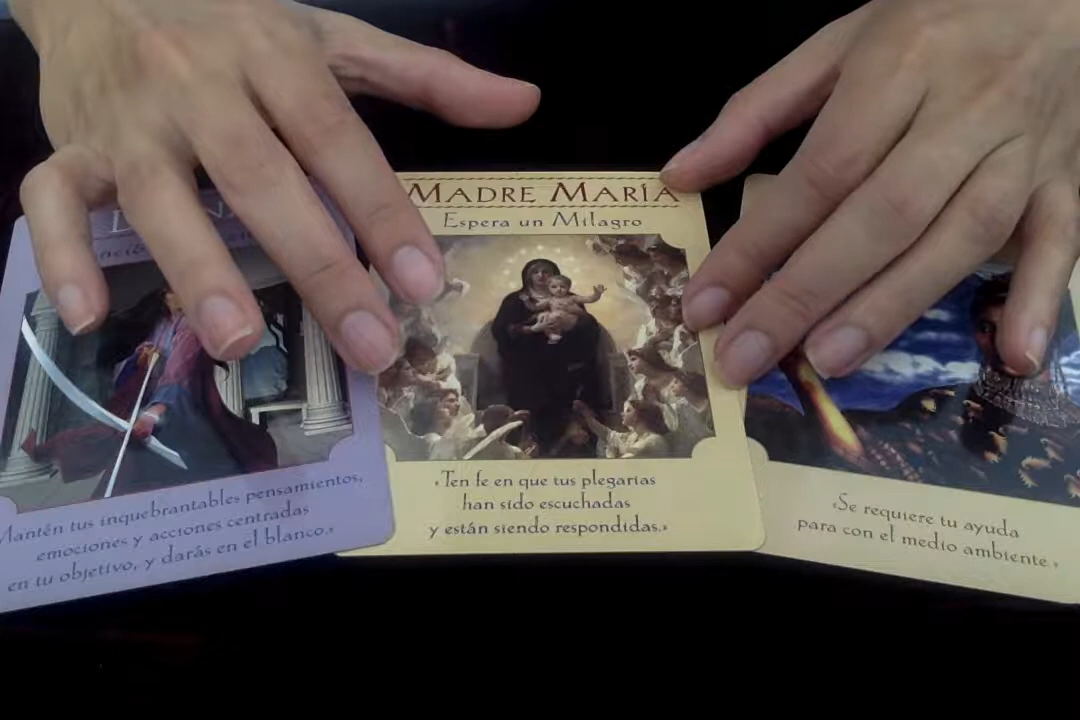 MADRE MARÍA
Espera un Milagro
Mantén tus inquebrantables pensamientos,
emociones y acciones centradas
en tu objetivo, y darás en el blanco.»
«Ten fe en que tus plegarias
han sido escuchadas
y están siendo respondidas.»
«Se requiere tu ayuda
para con el medio ambiente.»